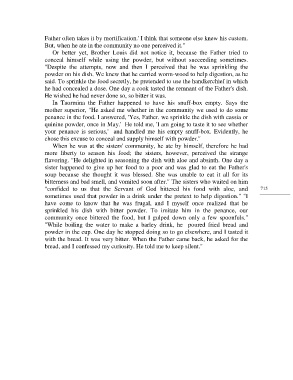 Father often takes it by mortification.' I think that someone else knew his custom.
But, when he ate in the community no one perceived it."
Or better yet, Brother Louis did not notice it, because the Father tried to
conceal himself while using the powder, but without succeeding sometimes.
"Despite the attempts, now and then I perceived that he was sprinkling the
powder on his dish. We knew that he carried worm-wood to help digestion, as he
said. To sprinkle the food secretly, he pretended to use the handkerchief in which
he had concealed a dose. One day a cook tasted the remnant of the Father's dish.
He wished he had never done so, so bitter it was.
In Taormina the Father happened to have his snuff-box empty. Says the
mother superior, "He asked me whether in the community we used to do some
penance in the food. I answered, 'Yes, Father. we sprinkle the dish with cassia or
quinine powder, once in May.' He told me, 'I am going to taste it to see whether
your penance is serious,' and handled me his empty snuff-box. Evidently, he
chose this excuse to conceal and supply himself with powder."
When he was at the sisters' community, he ate by himself, therefore he had
more liberty to season his food; the sisters, however, perceived the strange
flavoring. "He delighted in seasoning the dish with aloe and absinth. One day a
sister happened to give up her food to a poor and was glad to eat the Father's
soup because she thought it was blessed. She was unable to eat it all for its
bitterness and bad smell, and vomited soon after." The sisters who waited on him
"confided to us that the Servant of God bittered his food with aloe, and
sometimes used that powder in a drink under the pretext to help digestion." "I
have come to know that he was frugal, and I myself once realized that he
sprinkled his dish with bitter powder. To imitate him in the penance, our
community once bittered the food, but I gulped down only a few spoonfuls."
"While boiling the water to make a barley drink, he poured fried bread and
powder in the cup. One day he stopped doing so to go elsewhere, and I tasted it
with the bread. It was very bitter. When the Father came back, he asked for the
bread, and I confessed my curiosity. He told me to keep silent."